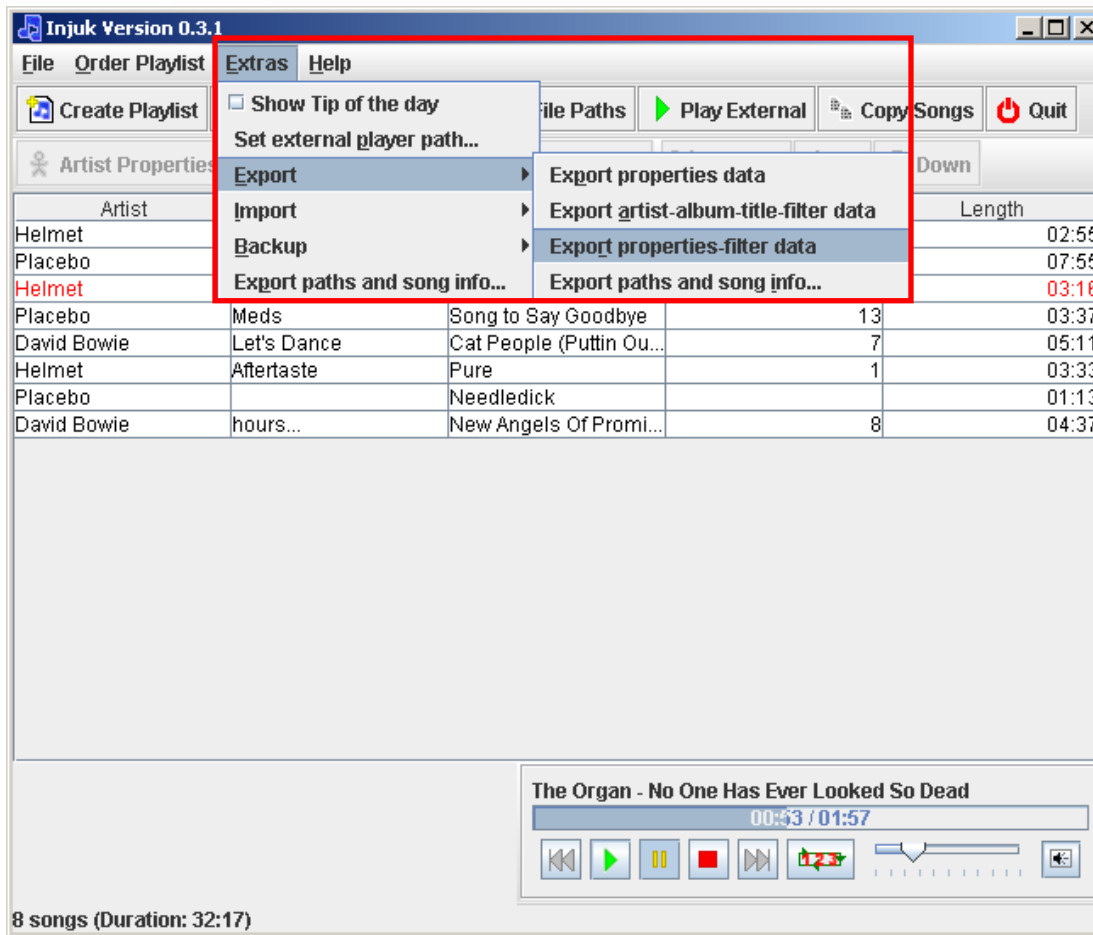 Injuk Version 0.3.1
File Order Playlist Extras Help
Create Playlist File Paths Play External Copy Songs Quit
Show Tip of the day
Set external player path...
Artist Properties Down
Export Export properties data
Import Export artist-album-title-filter data
Backup Export properties-filter data
Export paths and song info... Export paths and song info...
Artist Length
Helmet 02:55
Placebo 07:55
Helmet 03:16
Placebo Meds Song to Say Goodbye 13 03:37
David Bowie Let's Dance Cat People (Puttin Ou... 7 05:11
Helmet Aftertaste Pure 1 03:33
Placebo Needledick 01:13
David Bowie hours... New Angels Of Promi... 8 04:37
The Organ - No One Has Ever Looked So Dead
00:53 / 01:57
123
8 songs (Duration: 32:17)